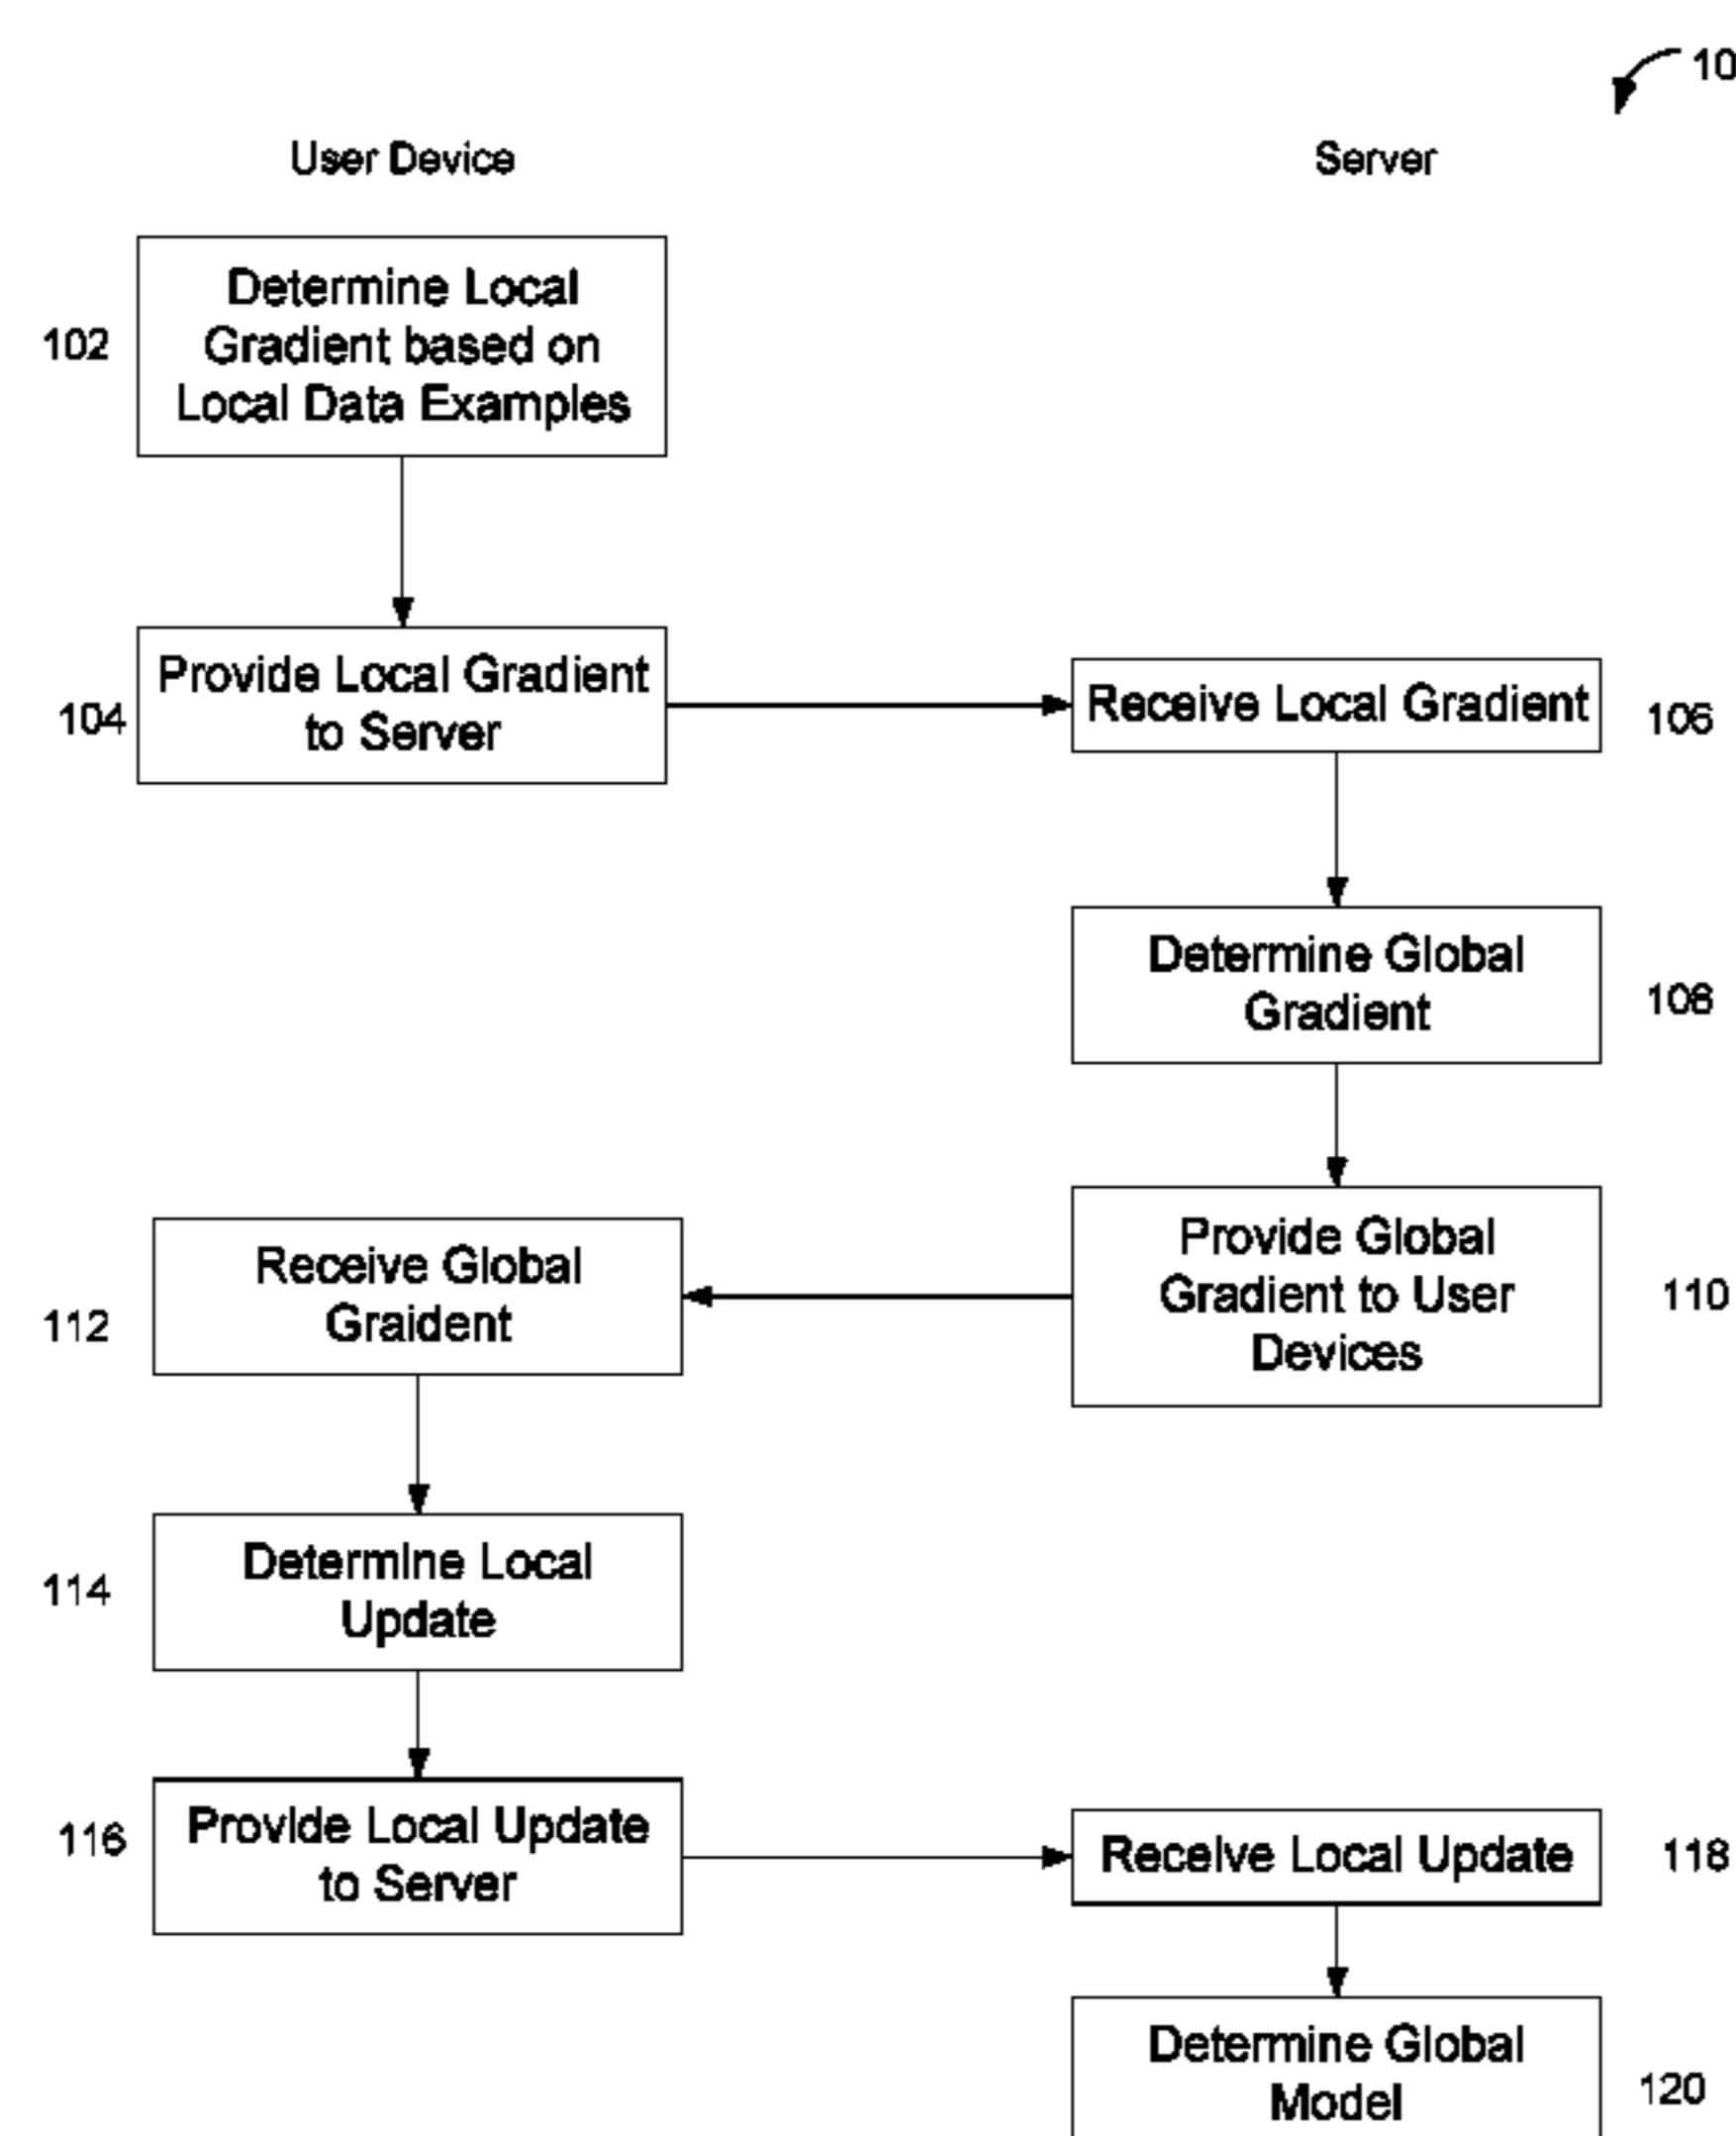 10
User Device
Server
Determine Local
Gradient based on
Local Data Examples
102
Provide Local Gradient
to Server
104
Receive Local Gradient
106
Determine Global
Gradient
108
Provide Global
Gradient to User
Devices
110
Receive Global
Graident
112
Determine Local
Update
114
Provide Local Update
to Server
116
Receive Local Update
118
Determine Global
Model
120